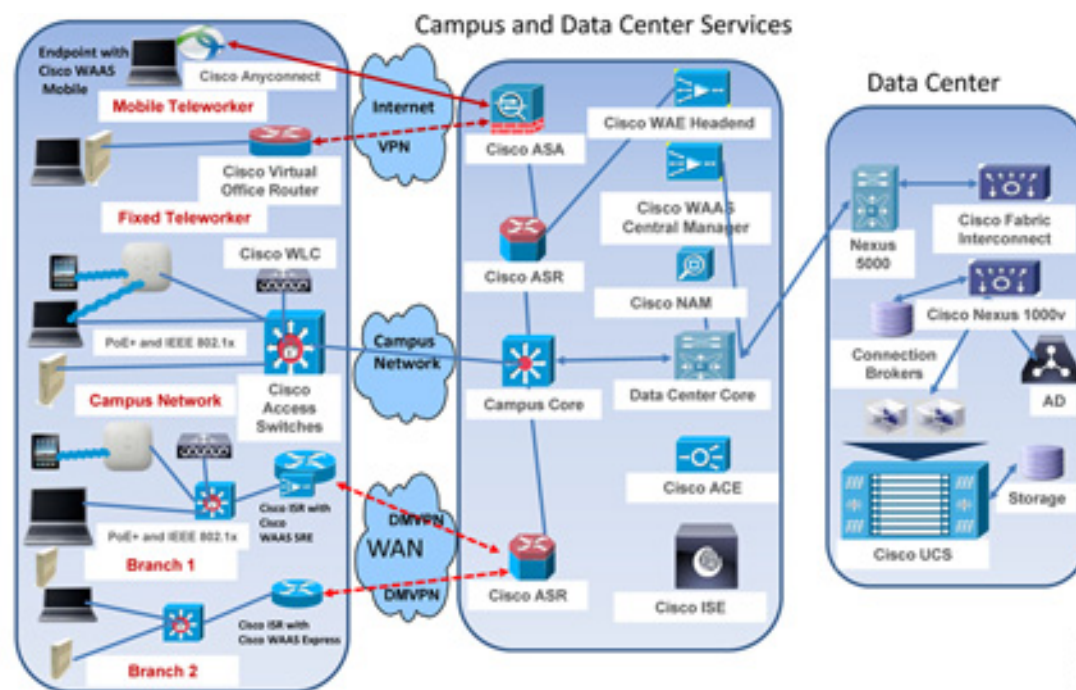 Campus and Data Center Services
Data Center
Endpoint with
Cisco WAAS
Mobile
Cisco Anyconnect
Mobile Teleworker
Cisco Virtual
Office Router
Fixed Teleworker
Cisco WLC
PoE+ and IEEE 802.1x
Campus Network
Cisco
Access
Switches
Cisco ISR with
Cisco
WAAS SRE
PoE+ and IEEE 802.1x
Branch 1
Cisco ISR with
Cisco WAAS Express
Branch 2
Internet
VPN
Campus
Network
DMVPN
WAN
DMVPN
Cisco ASA
Cisco WAE Headend
Cisco WAAS
Central Manager
Cisco ASR
Cisco NAM
Campus Core
Data Center Core
Cisco ACE
Cisco ASR
Cisco ISE
Nexus
5000
Cisco Fabric
Interconnect
Cisco Nexus 1000v
Connection
Brokers
AD
Storage
Cisco UCS